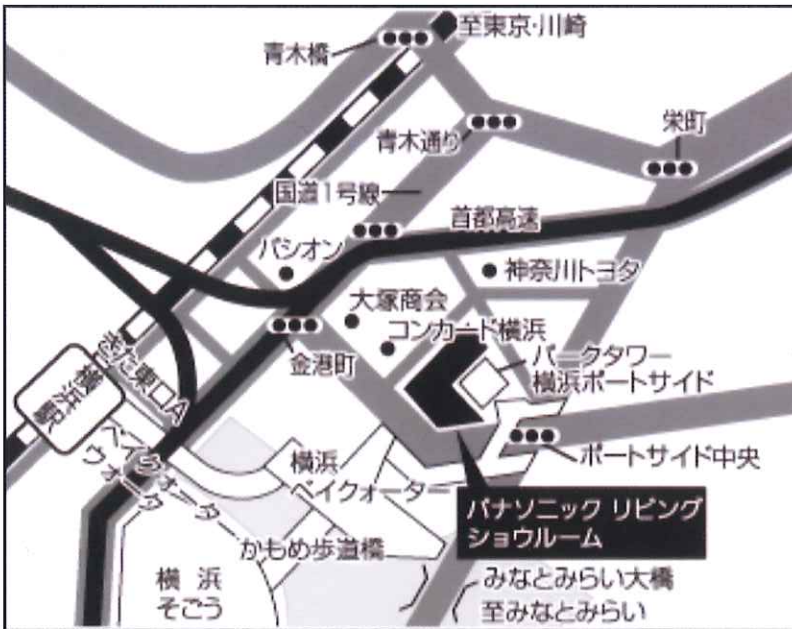 至東京・川崎
青木橋
青木通り
栄町
国道1号線
首都高速
パシオン
神奈川トヨタ
大塚商会
コンカード横浜
金港町
パークタワー
横浜ポートサイド
きた東口A
横浜駅
ベイクォータ
ウォーク
横浜
ベイクォーター
ポートサイド中央
パナソニック リビング
ショウルーム
かもめ歩道橋
横浜
そごう
みなとみらい大橋
至みなとみらい